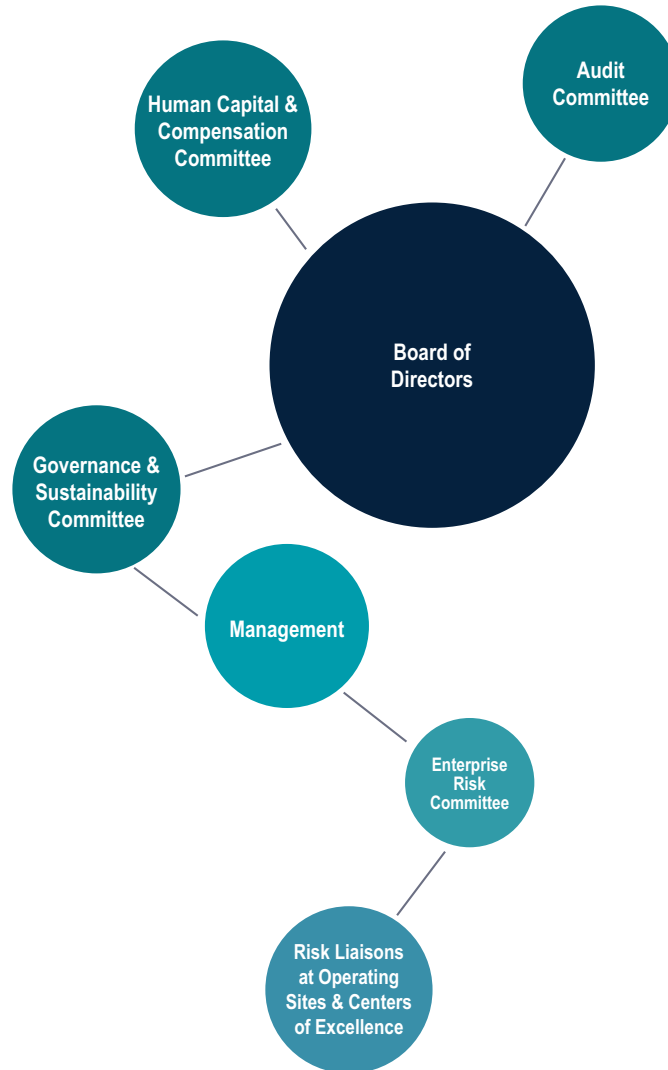 Audit
Committee
Human Capital &
Compensation
Committee
Board of
Directors
Governance &
Sustainability
Committee
Management
Enterprise
Risk
Committee
Risk Liaisons
at Operating
Sites & Centers
of Excellence